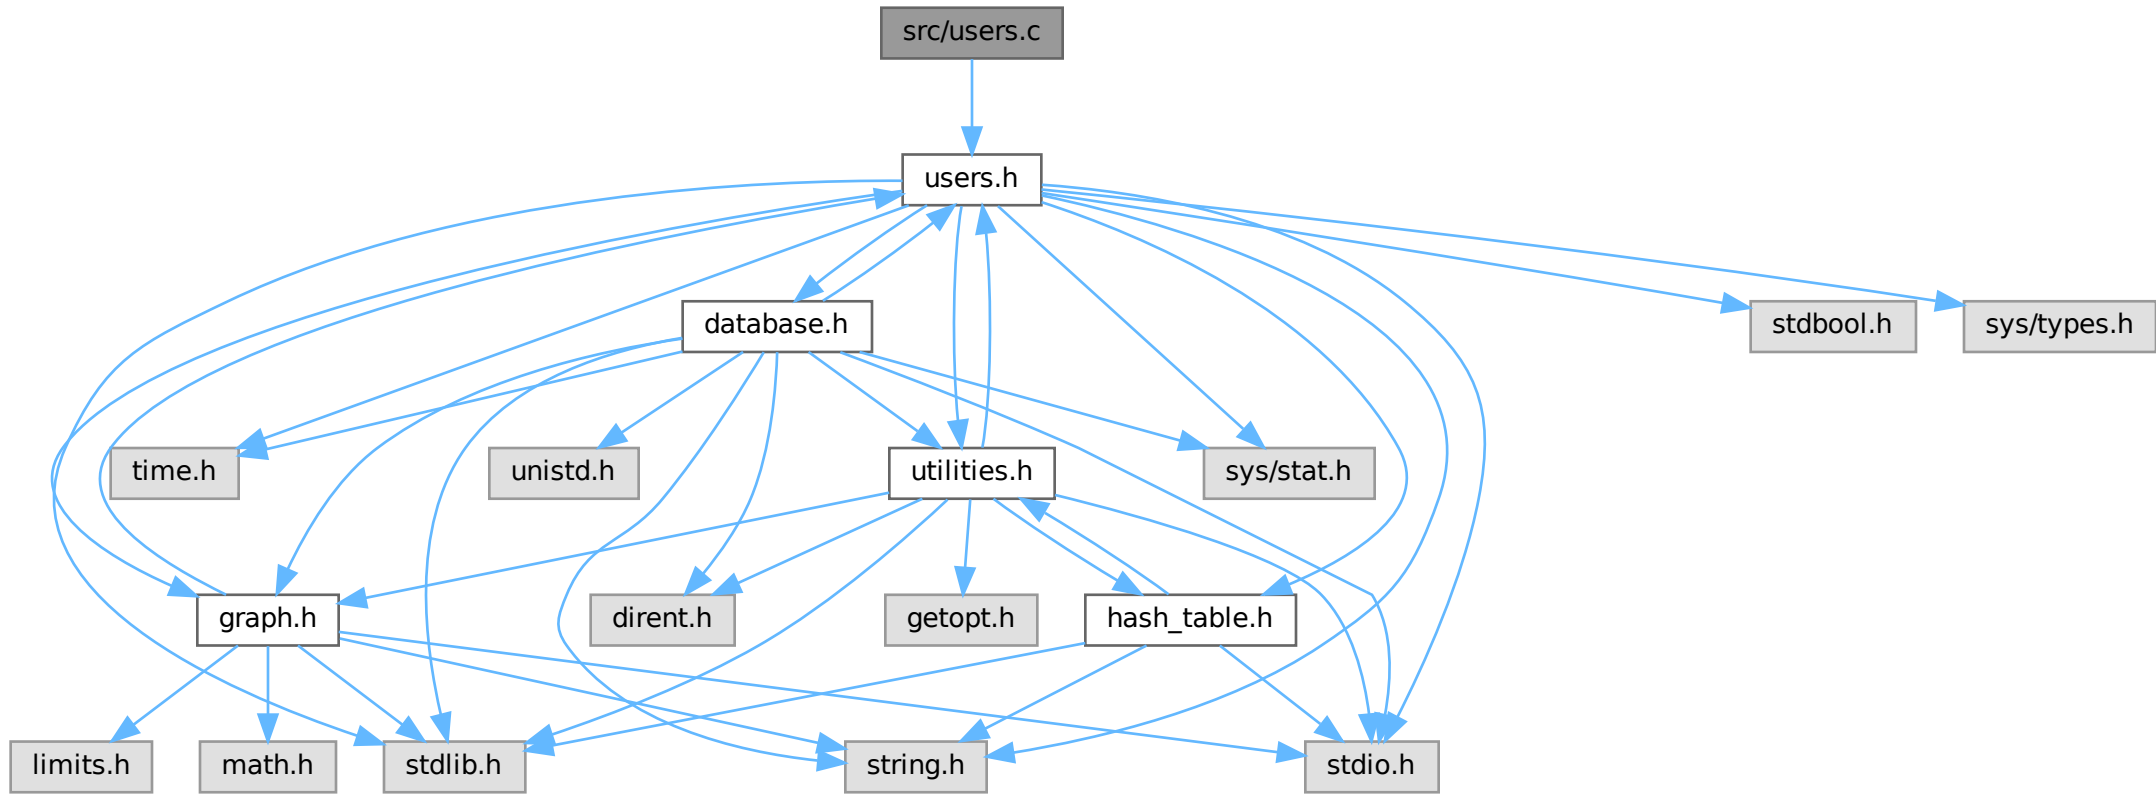 src/users.c
users.h
database.h
stdbool.h
sys/types.h
time.h
unistd.h
utilities.h
sys/stat.h
graph.h
dirent.h
getopt.h
hash_table.h
limits.h
math.h
stdlib.h
string.h
stdio.h